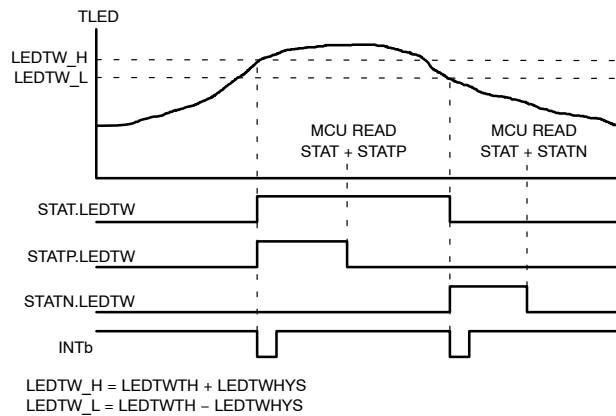 TLED
LEDTW_H
LEDTW_L
MCU READ
STAT + STATP
MCU READ
STAT + STATN
STAT.LEDTW
STATP.LEDTW
STATN.LEDTW
INTb
LEDTW_H = LEDTWTH + LEDTWHYS
LEDTW_L = LEDTWTH − LEDTWHYS